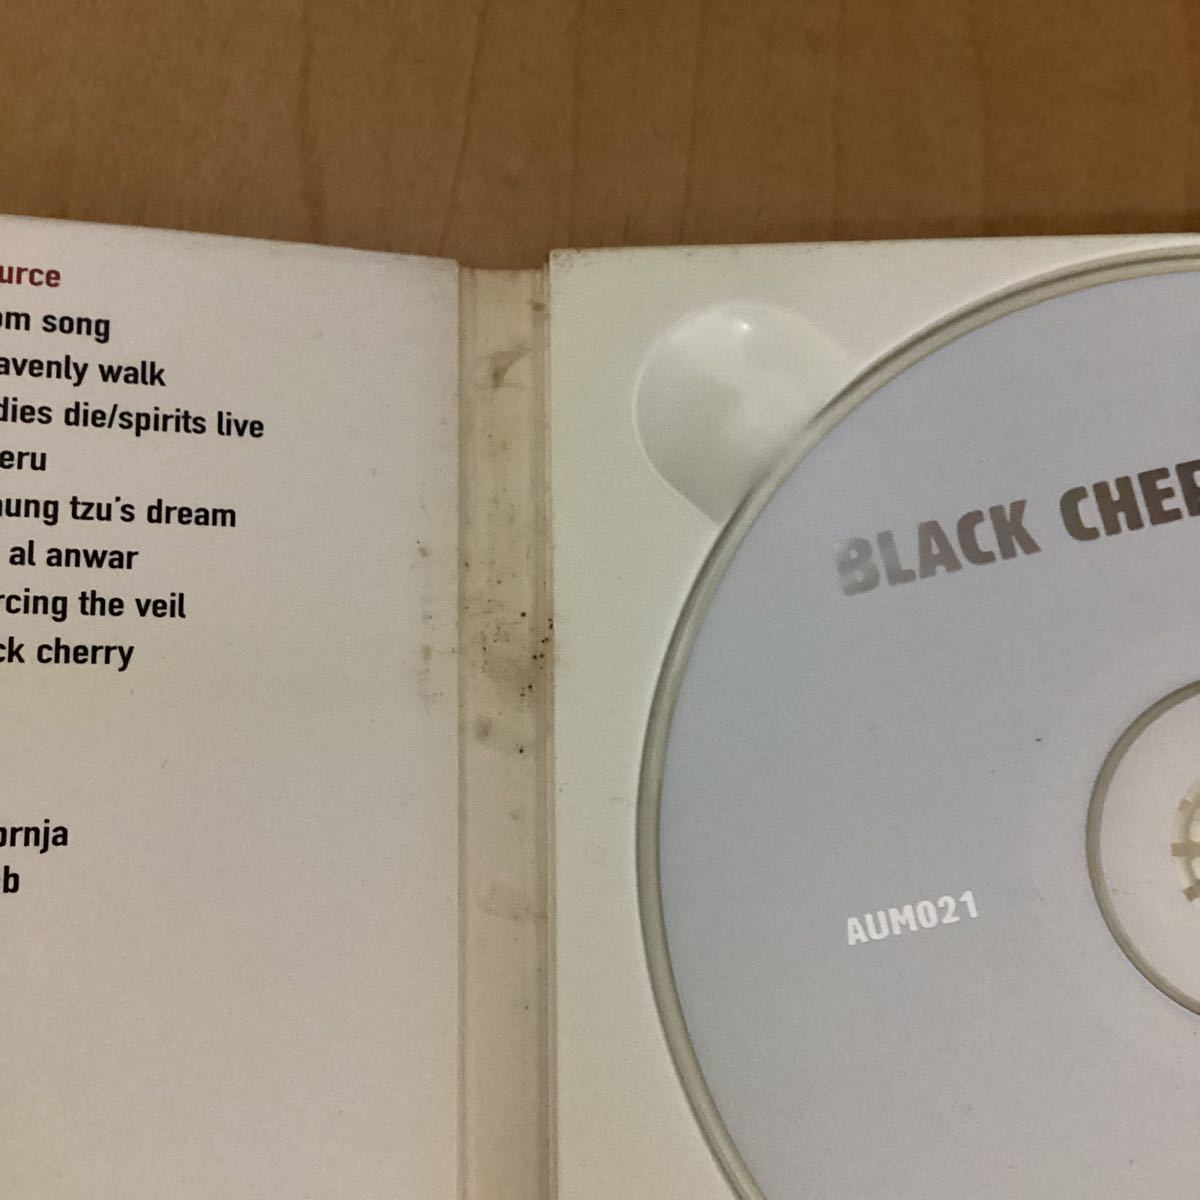 urce
om song
avenly walk
dies die/spirits live
eru
ung tzu's dream
al anwar
rcing the veil
ck cherry
ornja
b
BLACK CHER
AUM021